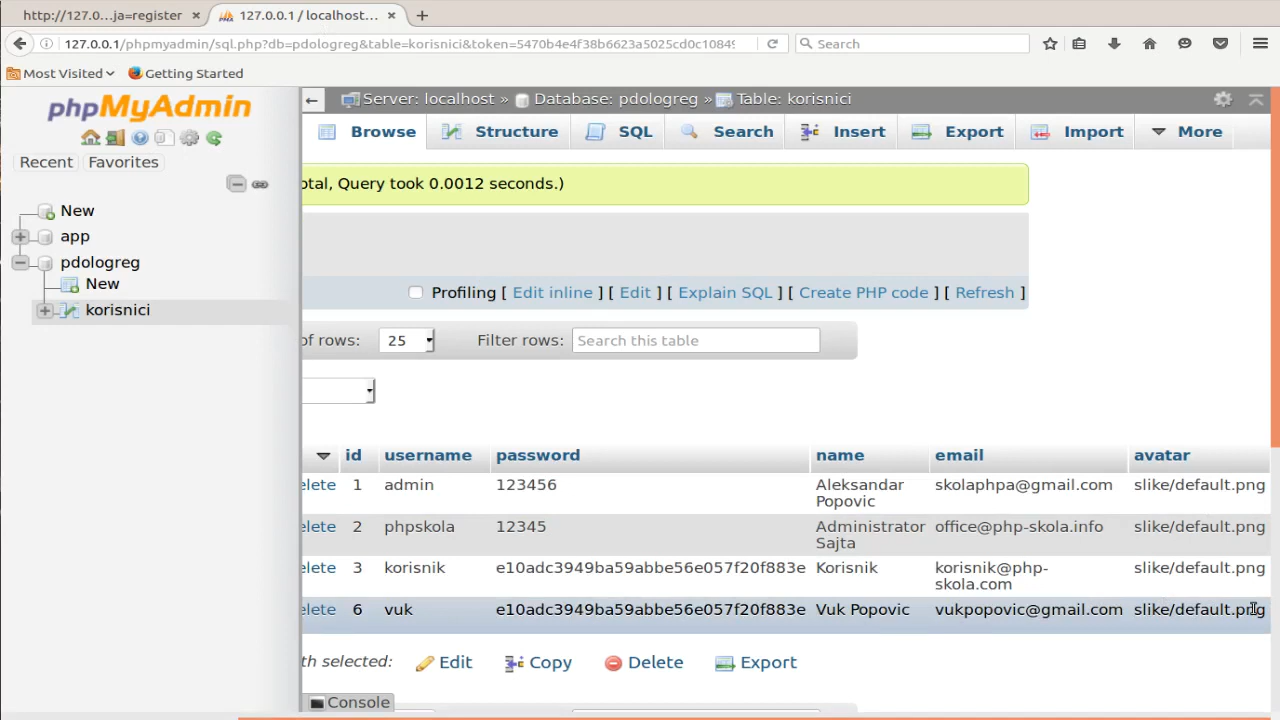 http://127.0...ja=register
127.0.0.1 / localhost...
127.0.0.1/phpmyadmin/sql.php?db=pdologreg&table=korisnici&token=5470b4e4f38b6623a5025cd0c10849
Search
Most Visited
Getting Started
phpMyAdmin
Recent
Favorites
New
app
pdologreg
New
korisnici
Server: localhost » Database: pdologreg » Table: korisnici
Browse
Structure
SQL
Search
Insert
Export
Import
More
otal, Query took 0.0012 seconds.)
Profiling [ Edit inline ] [ Edit ] [ Explain SQL ] [ Create PHP code ] [ Refresh ]
of rows: 25 Filter rows: Search this table
id username password name email avatar
elete 1 admin 123456 Aleksandar skolaphpa@gmail.com slike/default.png
Popovic
elete 2 phpskola 12345 Administrator office@php-skola.info slike/default.png
Sajta
elete 3 korisnik e10adc3949ba59abbe56e057f20f883e Korisnik korisnik@php- slike/default.png
skola.com
elete 6 vuk e10adc3949ba59abbe56e057f20f883e Vuk Popovic vukpopovic@gmail.com slike/default.png
th selected: Edit Copy Delete Export
Console